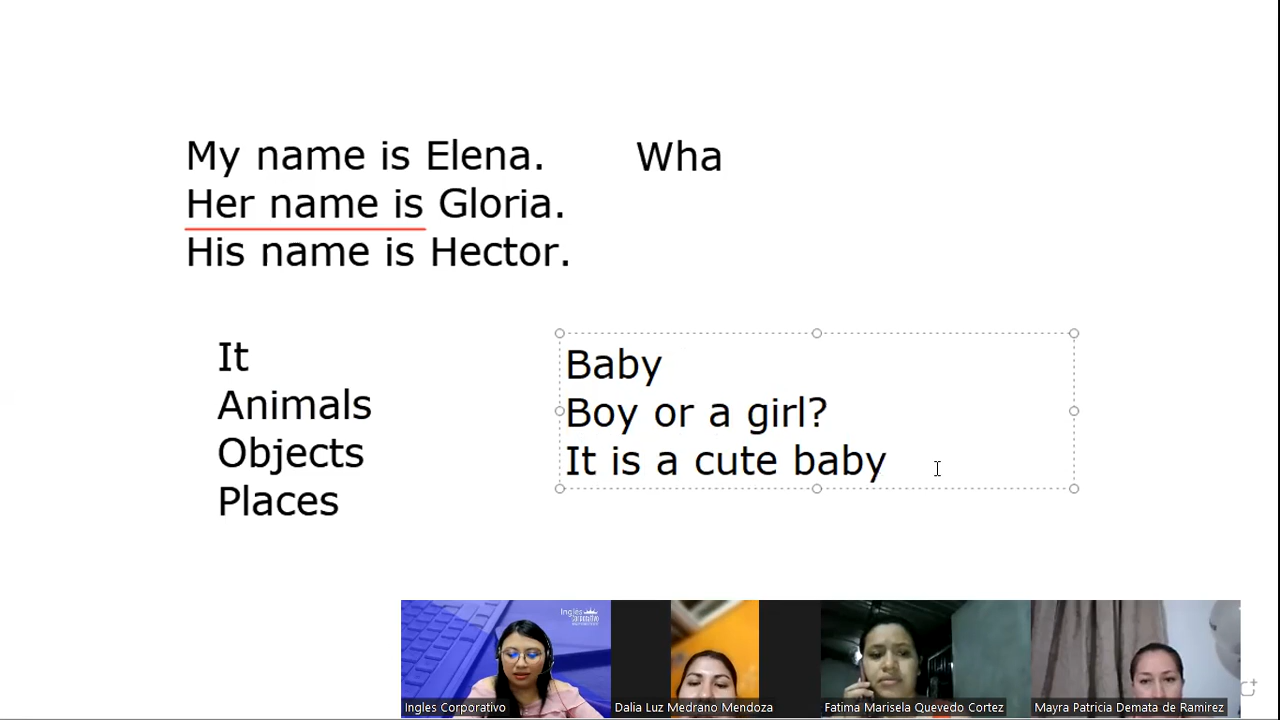 My name is Elena.
Wha
Her name is Gloria.
His name is Hector.
It
Animals
Objects
Places
Baby
Boy or a girl?
It is a cute baby
Inglés
corporativo
Ingles Corporativo
Dalia Luz Medrano Mendoza
Fatima Marisela Quevedo Cortez
Mayra Patricia Demata de Ramirez